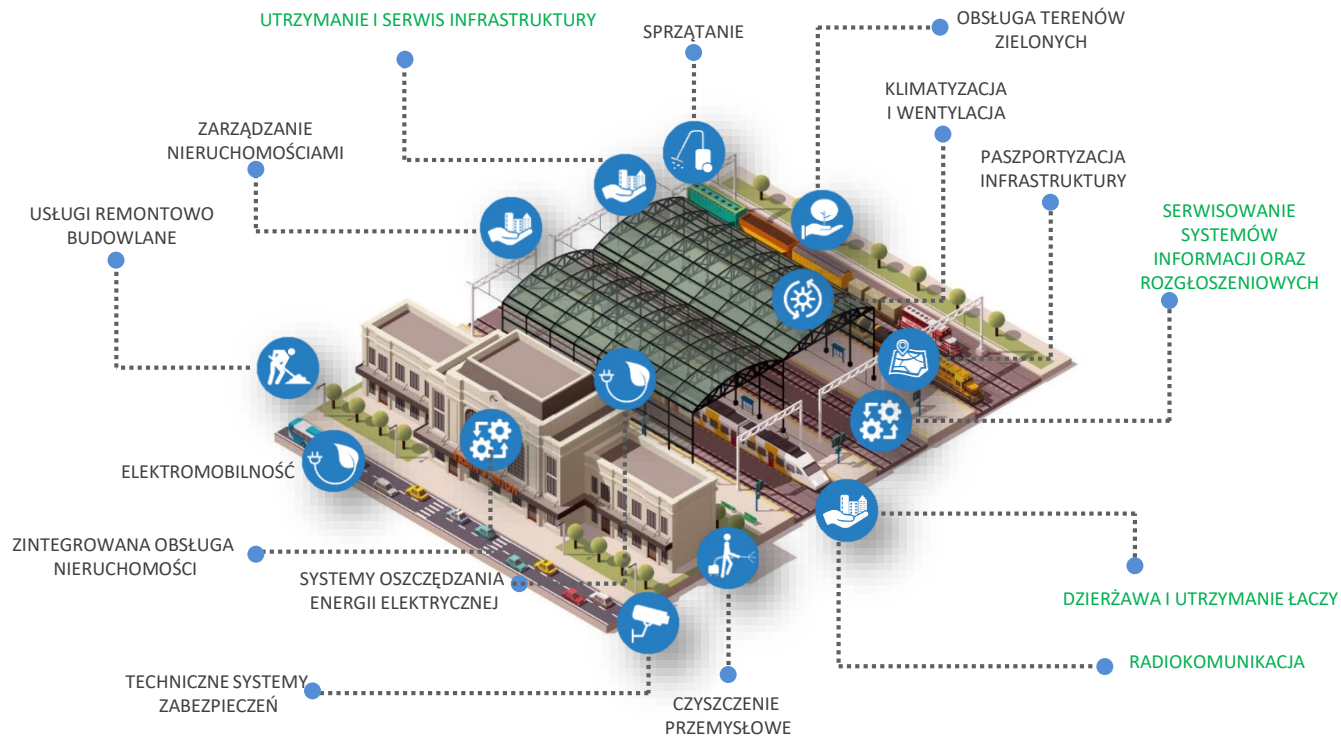 UTRZYMANIE I SERWIS INFRASTRUKTURY
SPRZĄTANIE
OBSŁUGA TERENÓW
ZIELONYCH
KLIMATYZACJA
I WENTYLACJA
ZARZĄDZANIE
NIERUCHOMOŚCIAMI
PASZPORTYZACJA
INFRASTRUKTURY
USŁUGI REMONTOWO
BUDOWLANE
SERWISOWANIE
SYSTEMÓW
INFORMACJI ORAZ
ROZGŁOSZENIOWYCH
ELEKTROMOBILNOŚĆ
ZINTEGROWANA OBSŁUGA
NIERUCHOMOŚCI
SYSTEMY OSZCZĘDZANIA
ENERGII ELEKTRYCZNEJ
DZIERŻAWA I UTRZYMANIE ŁACZY
RADIOKOMUNIKACJA
TECHNICZNE SYSTEMY
ZABEZPIECZEŃ
CZYSZCZENIE
PRZEMYSŁOWE